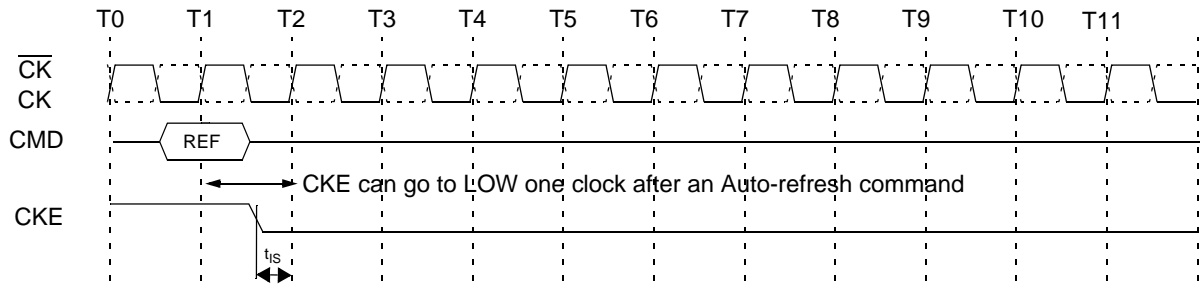 T0 T1 T2 T3 T4 T5 T6 T7 T8 T9 T10 T11
CK
CK
CMD REF
CKE can go to LOW one clock after an Auto-refresh command
CKE
tIS